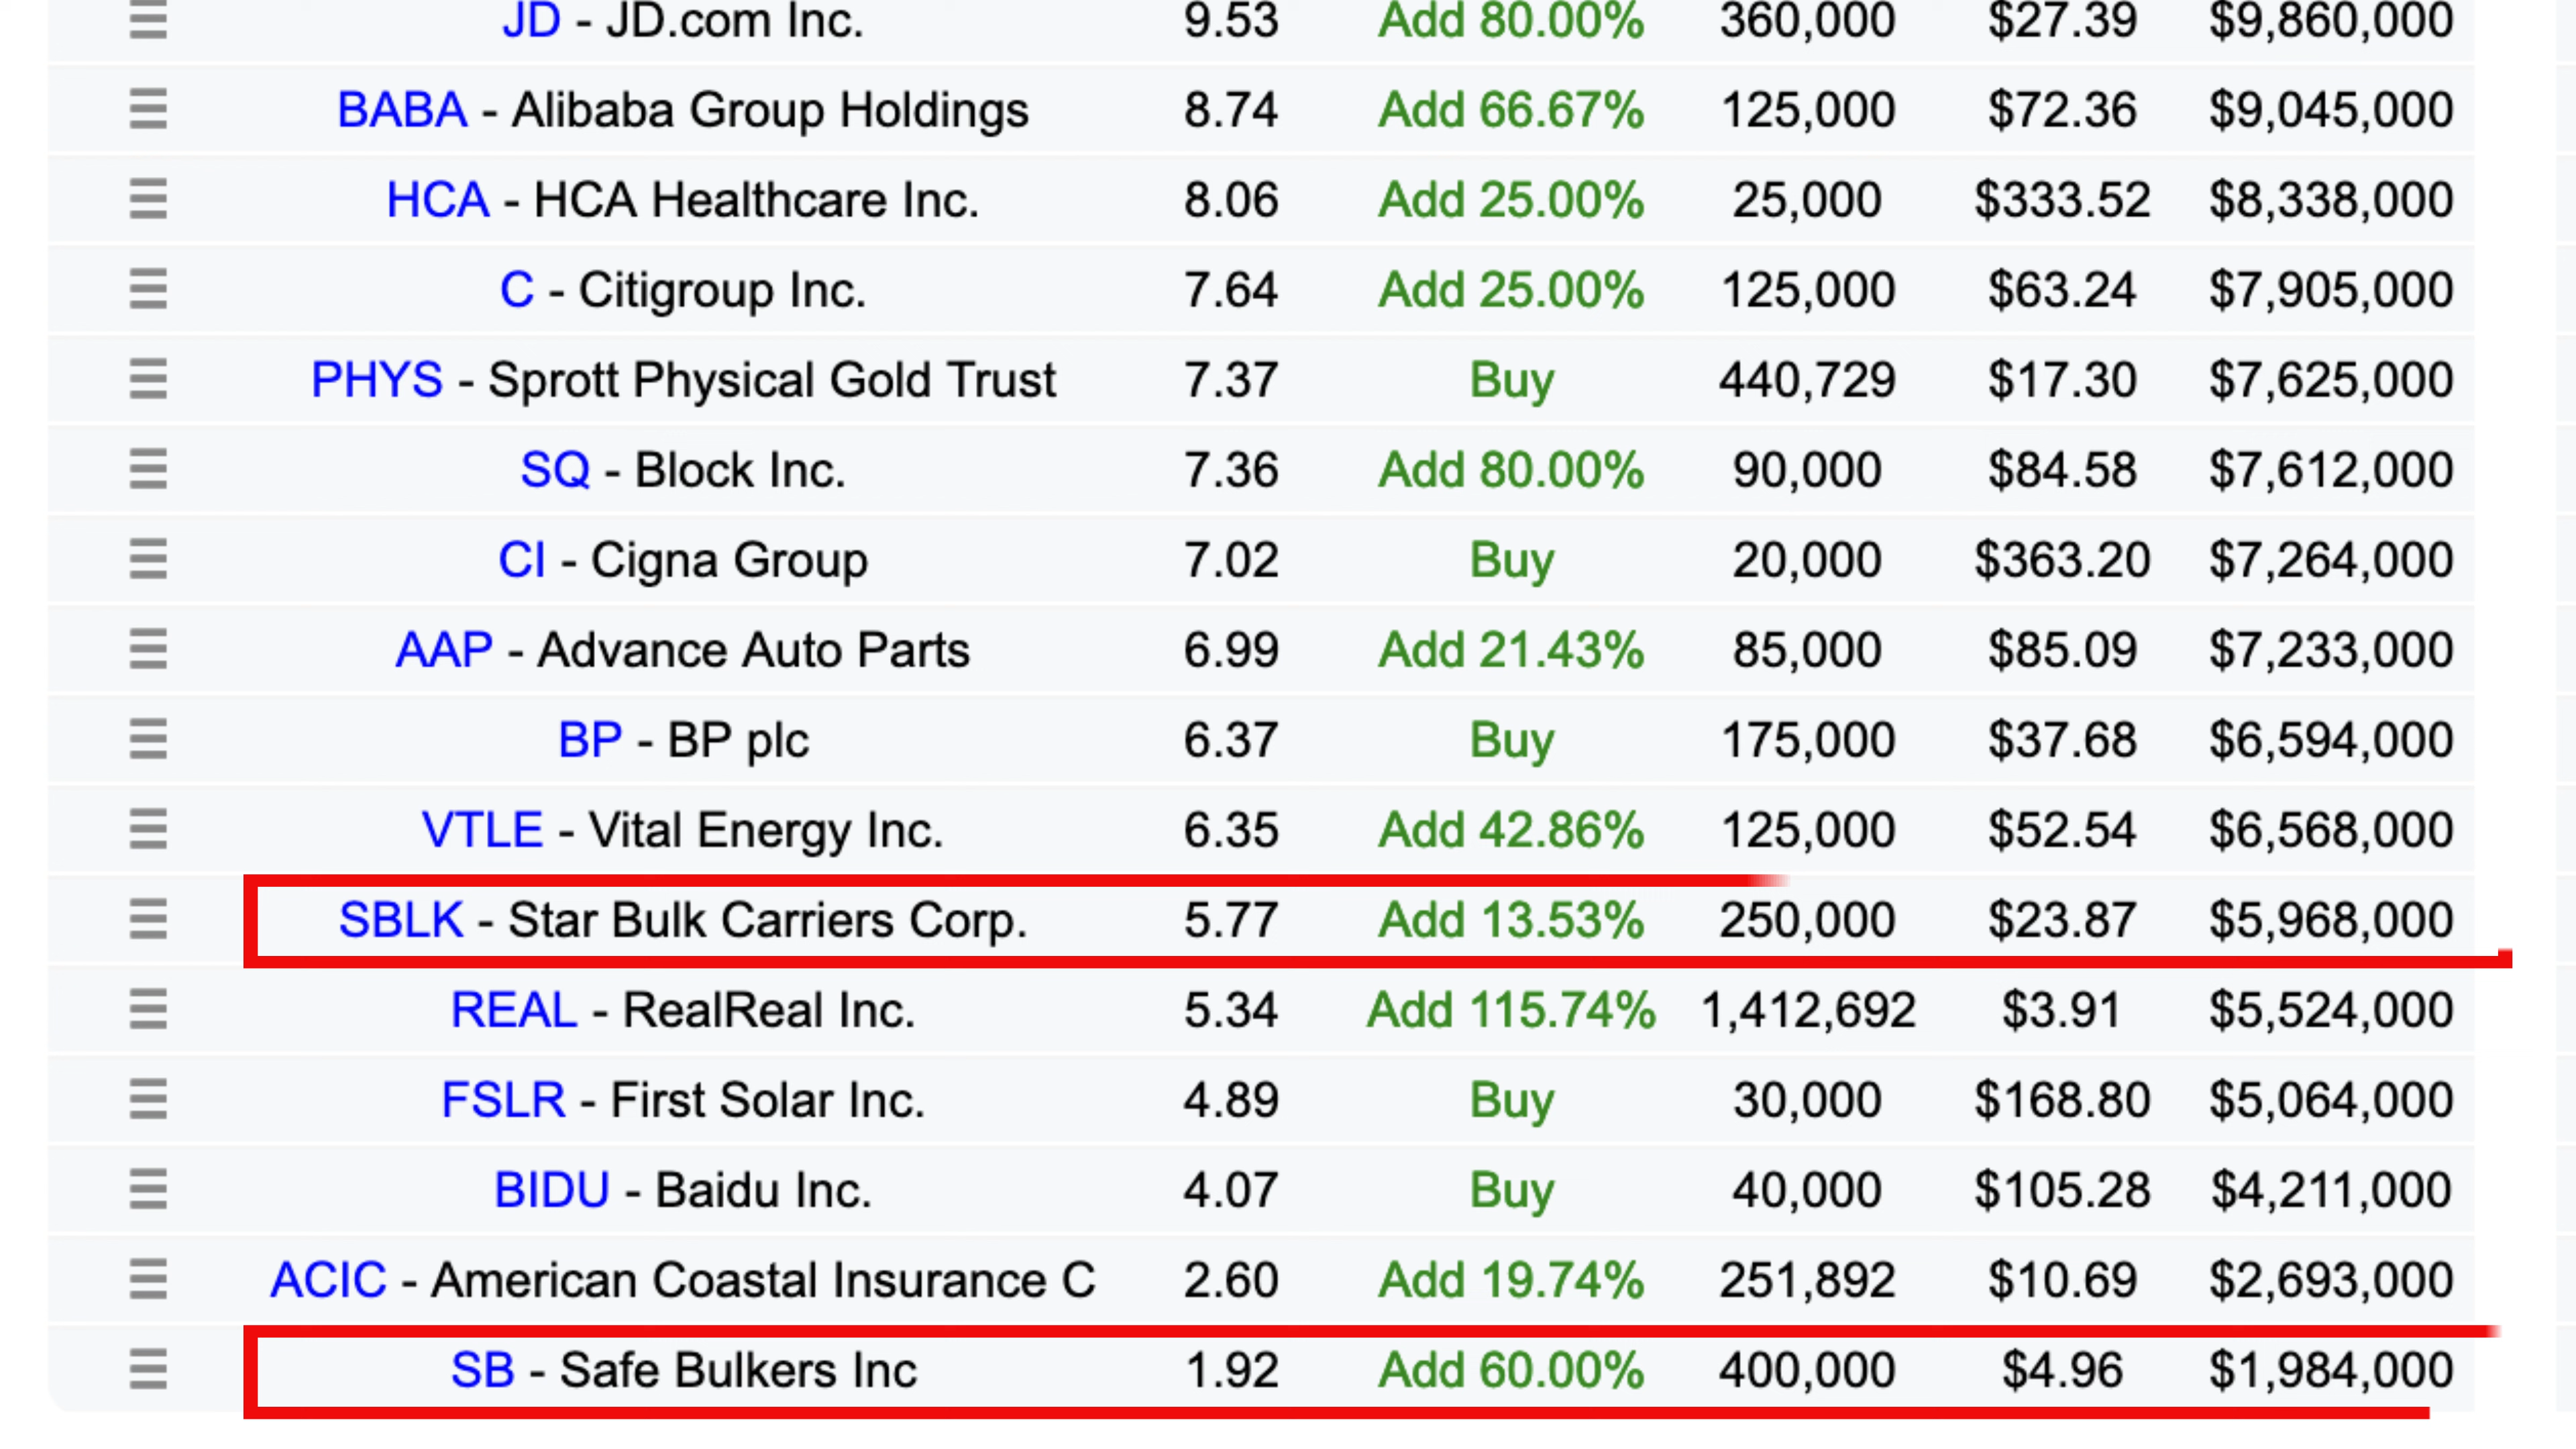 JD - JD.com Inc. 9.53 Add 80.00% 360,000 $27.39 $9,860,000
BABA - Alibaba Group Holdings 8.74 Add 66.67% 125,000 $72.36 $9,045,000
HCA - HCA Healthcare Inc. 8.06 Add 25.00% 25,000 $333.52 $8,338,000
C - Citigroup Inc. 7.64 Add 25.00% 125,000 $63.24 $7,905,000
PHYS - Sprott Physical Gold Trust 7.37 Buy 440,729 $17.30 $7,625,000
SQ - Block Inc. 7.36 Add 80.00% 90,000 $84.58 $7,612,000
CI - Cigna Group 7.02 Buy 20,000 $363.20 $7,264,000
AAP - Advance Auto Parts 6.99 Add 21.43% 85,000 $85.09 $7,233,000
BP - BP plc 6.37 Buy 175,000 $37.68 $6,594,000
VTLE - Vital Energy Inc. 6.35 Add 42.86% 125,000 $52.54 $6,568,000
SBLK - Star Bulk Carriers Corp. 5.77 Add 13.53% 250,000 $23.87 $5,968,000
REAL - RealReal Inc. 5.34 Add 115.74% 1,412,692 $3.91 $5,524,000
FSLR - First Solar Inc. 4.89 Buy 30,000 $168.80 $5,064,000
BIDU - Baidu Inc. 4.07 Buy 40,000 $105.28 $4,211,000
ACIC - American Coastal Insurance C 2.60 Add 19.74% 251,892 $10.69 $2,693,000
SB - Safe Bulkers Inc 1.92 Add 60.00% 400,000 $4.96 $1,984,000